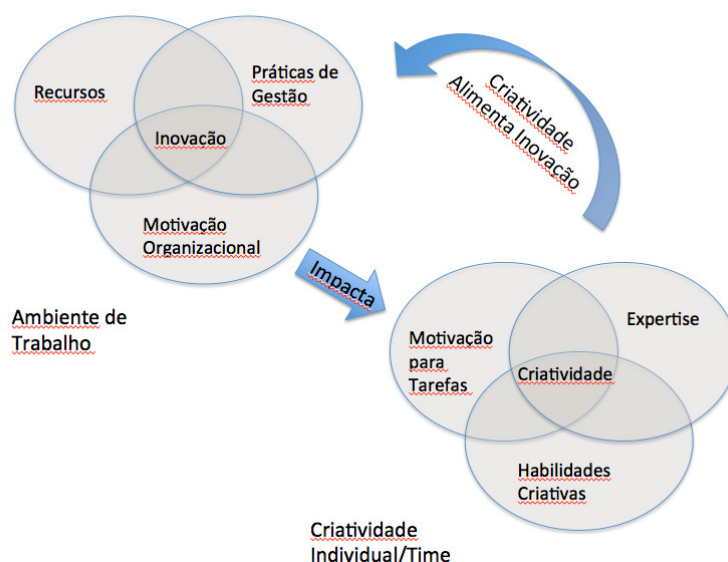 Recursos
Práticas de
Gestão
Inovação
Motivação
Organizacional
Ambiente de
Trabalho
Impacta
Criatividade
Alimenta Inovação
Motivação
para
Tarefas
Expertise
Criatividade
Habilidades
Criativas
Criatividade
Individual/Time